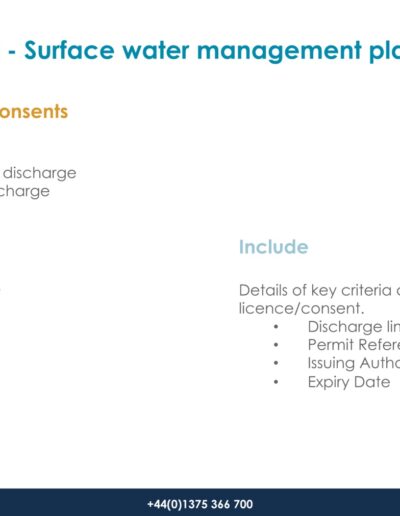 - Surface water management pla
onsents
discharge
charge
Include
Details of key criteria
licence/consent.
• Discharge lin
• Permit Refere
• Issuing Autho
• Expiry Date
+44(0)1375 366 700